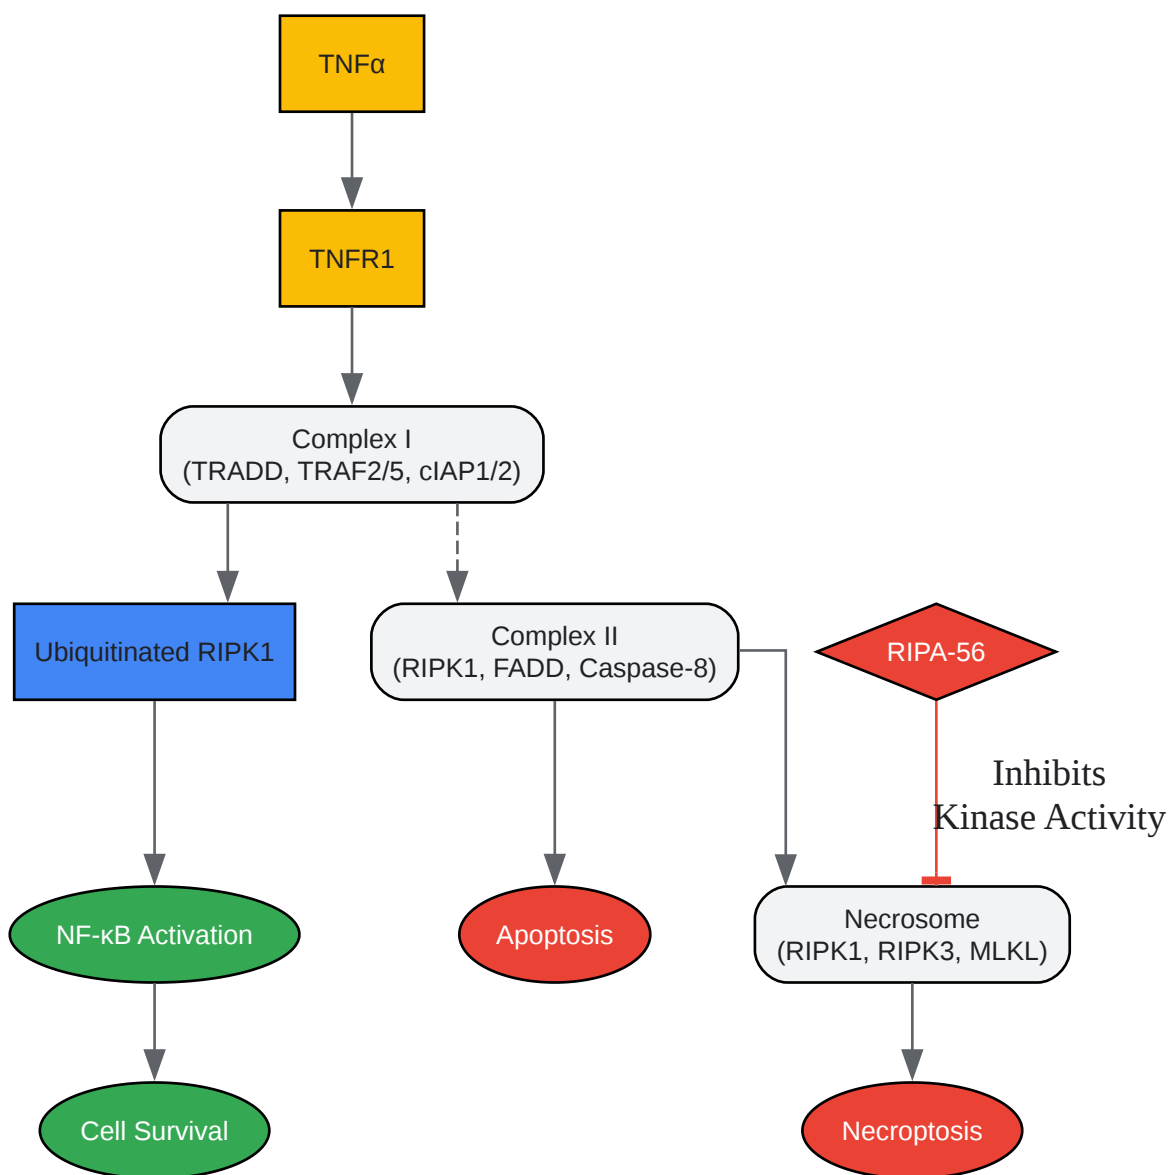 TNFα
TNFR1
Complex I
(TRADD, TRAF2/5, cIAP1/2)
Ubiquitinated RIPK1
Complex II
(RIPK1, FADD, Caspase-8)
RIPA-56
Inhibits
Kinase Activity
NF-κB Activation
Apoptosis
Necrosome
(RIPK1, RIPK3, MLKL)
Cell Survival
Necroptosis